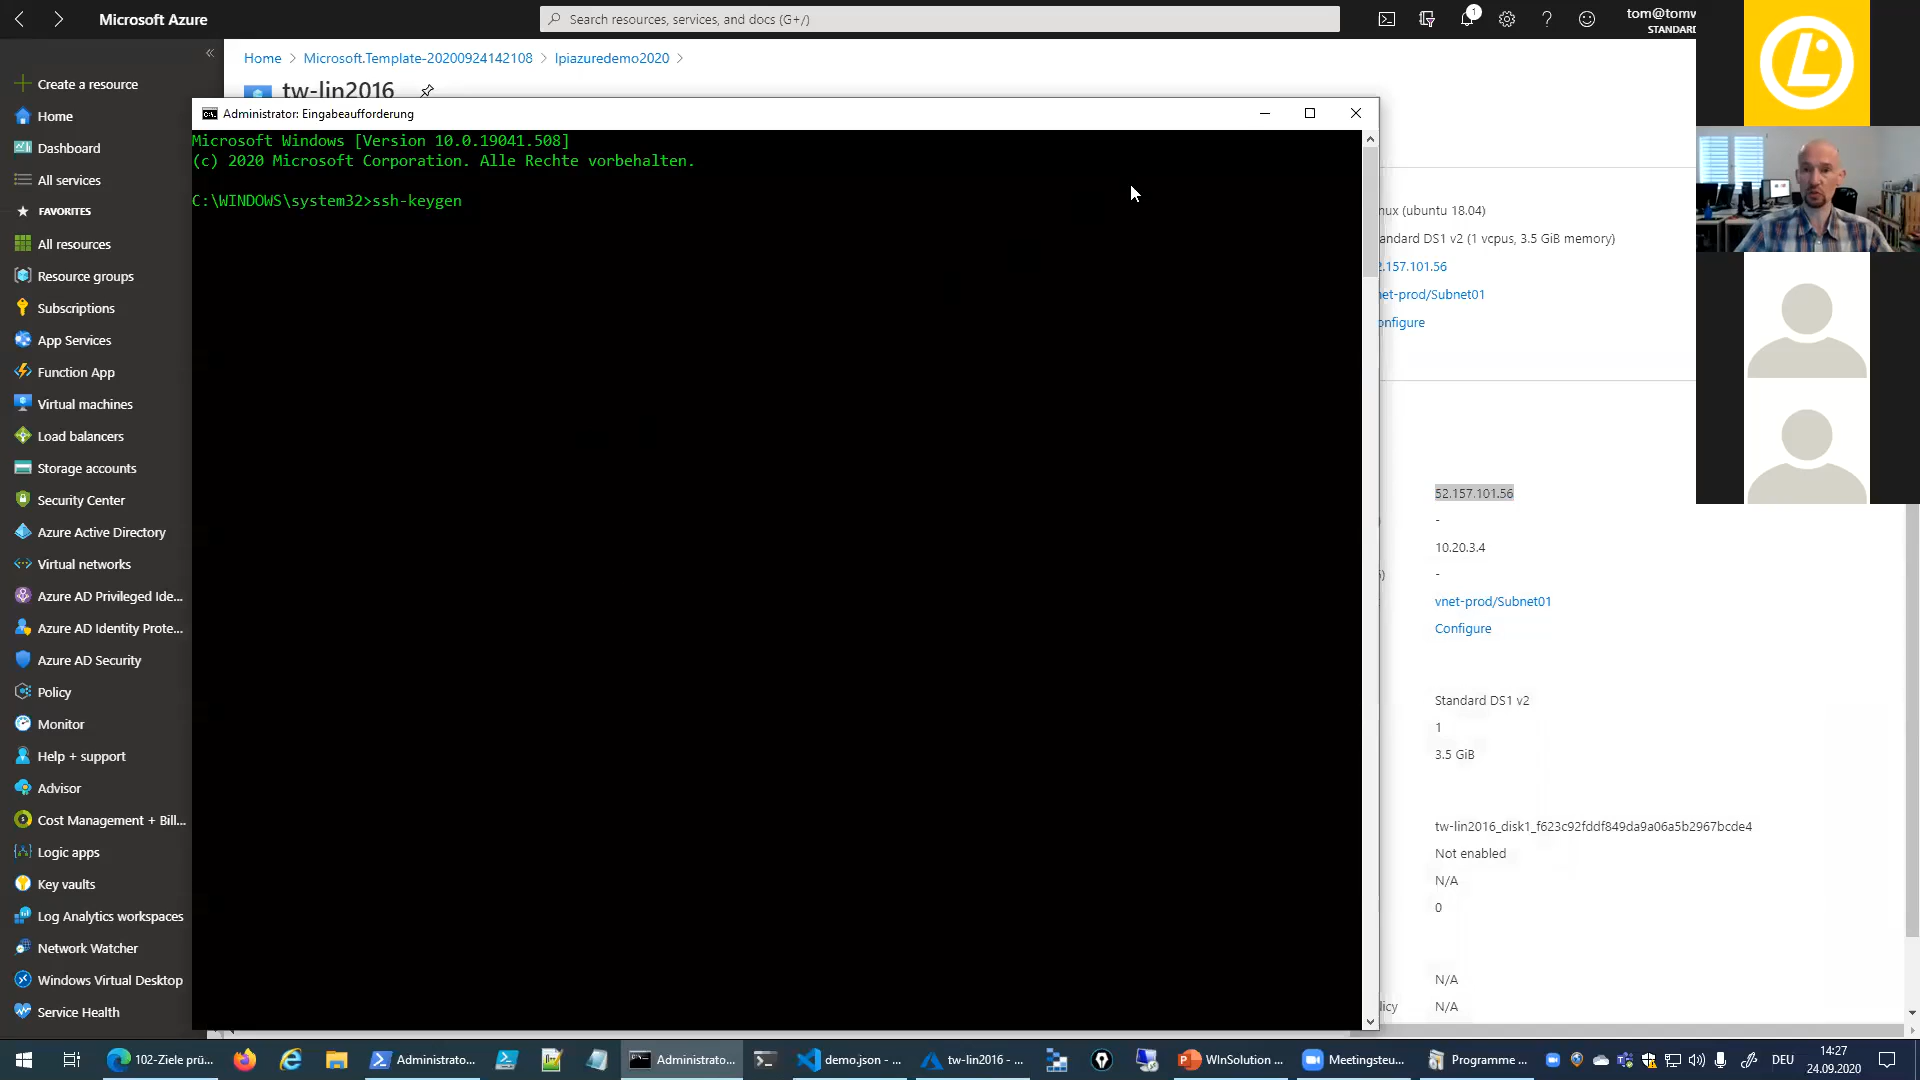 Microsoft Azure
Search resources, services, and docs (G+/)
1
tom@tomw
STANDARD
«
Create a resource
Home
Dashboard
All services
FAVORITES
All resources
Resource groups
Subscriptions
App Services
Function App
Virtual machines
Load balancers
Storage accounts
Security Center
Azure Active Directory
Virtual networks
Azure AD Privileged Ide...
Azure AD Identity Prote...
Azure AD Security
Policy
Monitor
Help + support
Advisor
Cost Management + Bill...
Logic apps
Key vaults
Log Analytics workspaces
Network Watcher
Windows Virtual Desktop
Service Health
Home > Microsoft.Template-20200924142108 > lpiazuredemo2020 >
tw-lin2016
Administrator: Eingabeaufforderung
Microsoft Windows [Version 10.0.19041.508]
(c) 2020 Microsoft Corporation. Alle Rechte vorbehalten.
C:\WINDOWS\system32>ssh-keygen
nux (ubuntu 18.04)
andard DS1 v2 (1 vcpus, 3.5 GiB memory)
2.157.101.56
net-prod/Subnet01
onfigure
52.157.101.56
-
10.20.3.4
-
vnet-prod/Subnet01
Configure
Standard DS1 v2
1
3.5 GiB
tw-lin2016_disk1_f623c92fddf849da9a06a5b2967bcde4
Not enabled
N/A
0
N/A
licy N/A
L
102-Ziele prü...
Administrato...
Administrato...
demo.json - ...
tw-lin2016 - ...
WInSolution ...
Meetingsteu...
Programme ...
DEU
14:27
24.09.2020